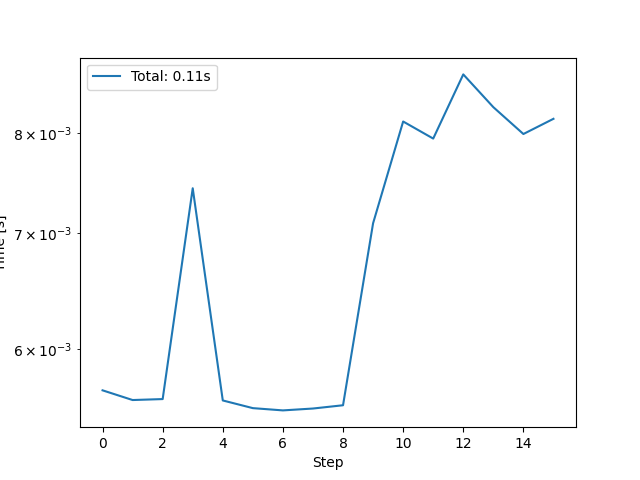 Total: 0.11s
8 × 10⁻³
7 × 10⁻³
6 × 10⁻³
Time [s]
0 2 4 6 8 10 12 14
Step